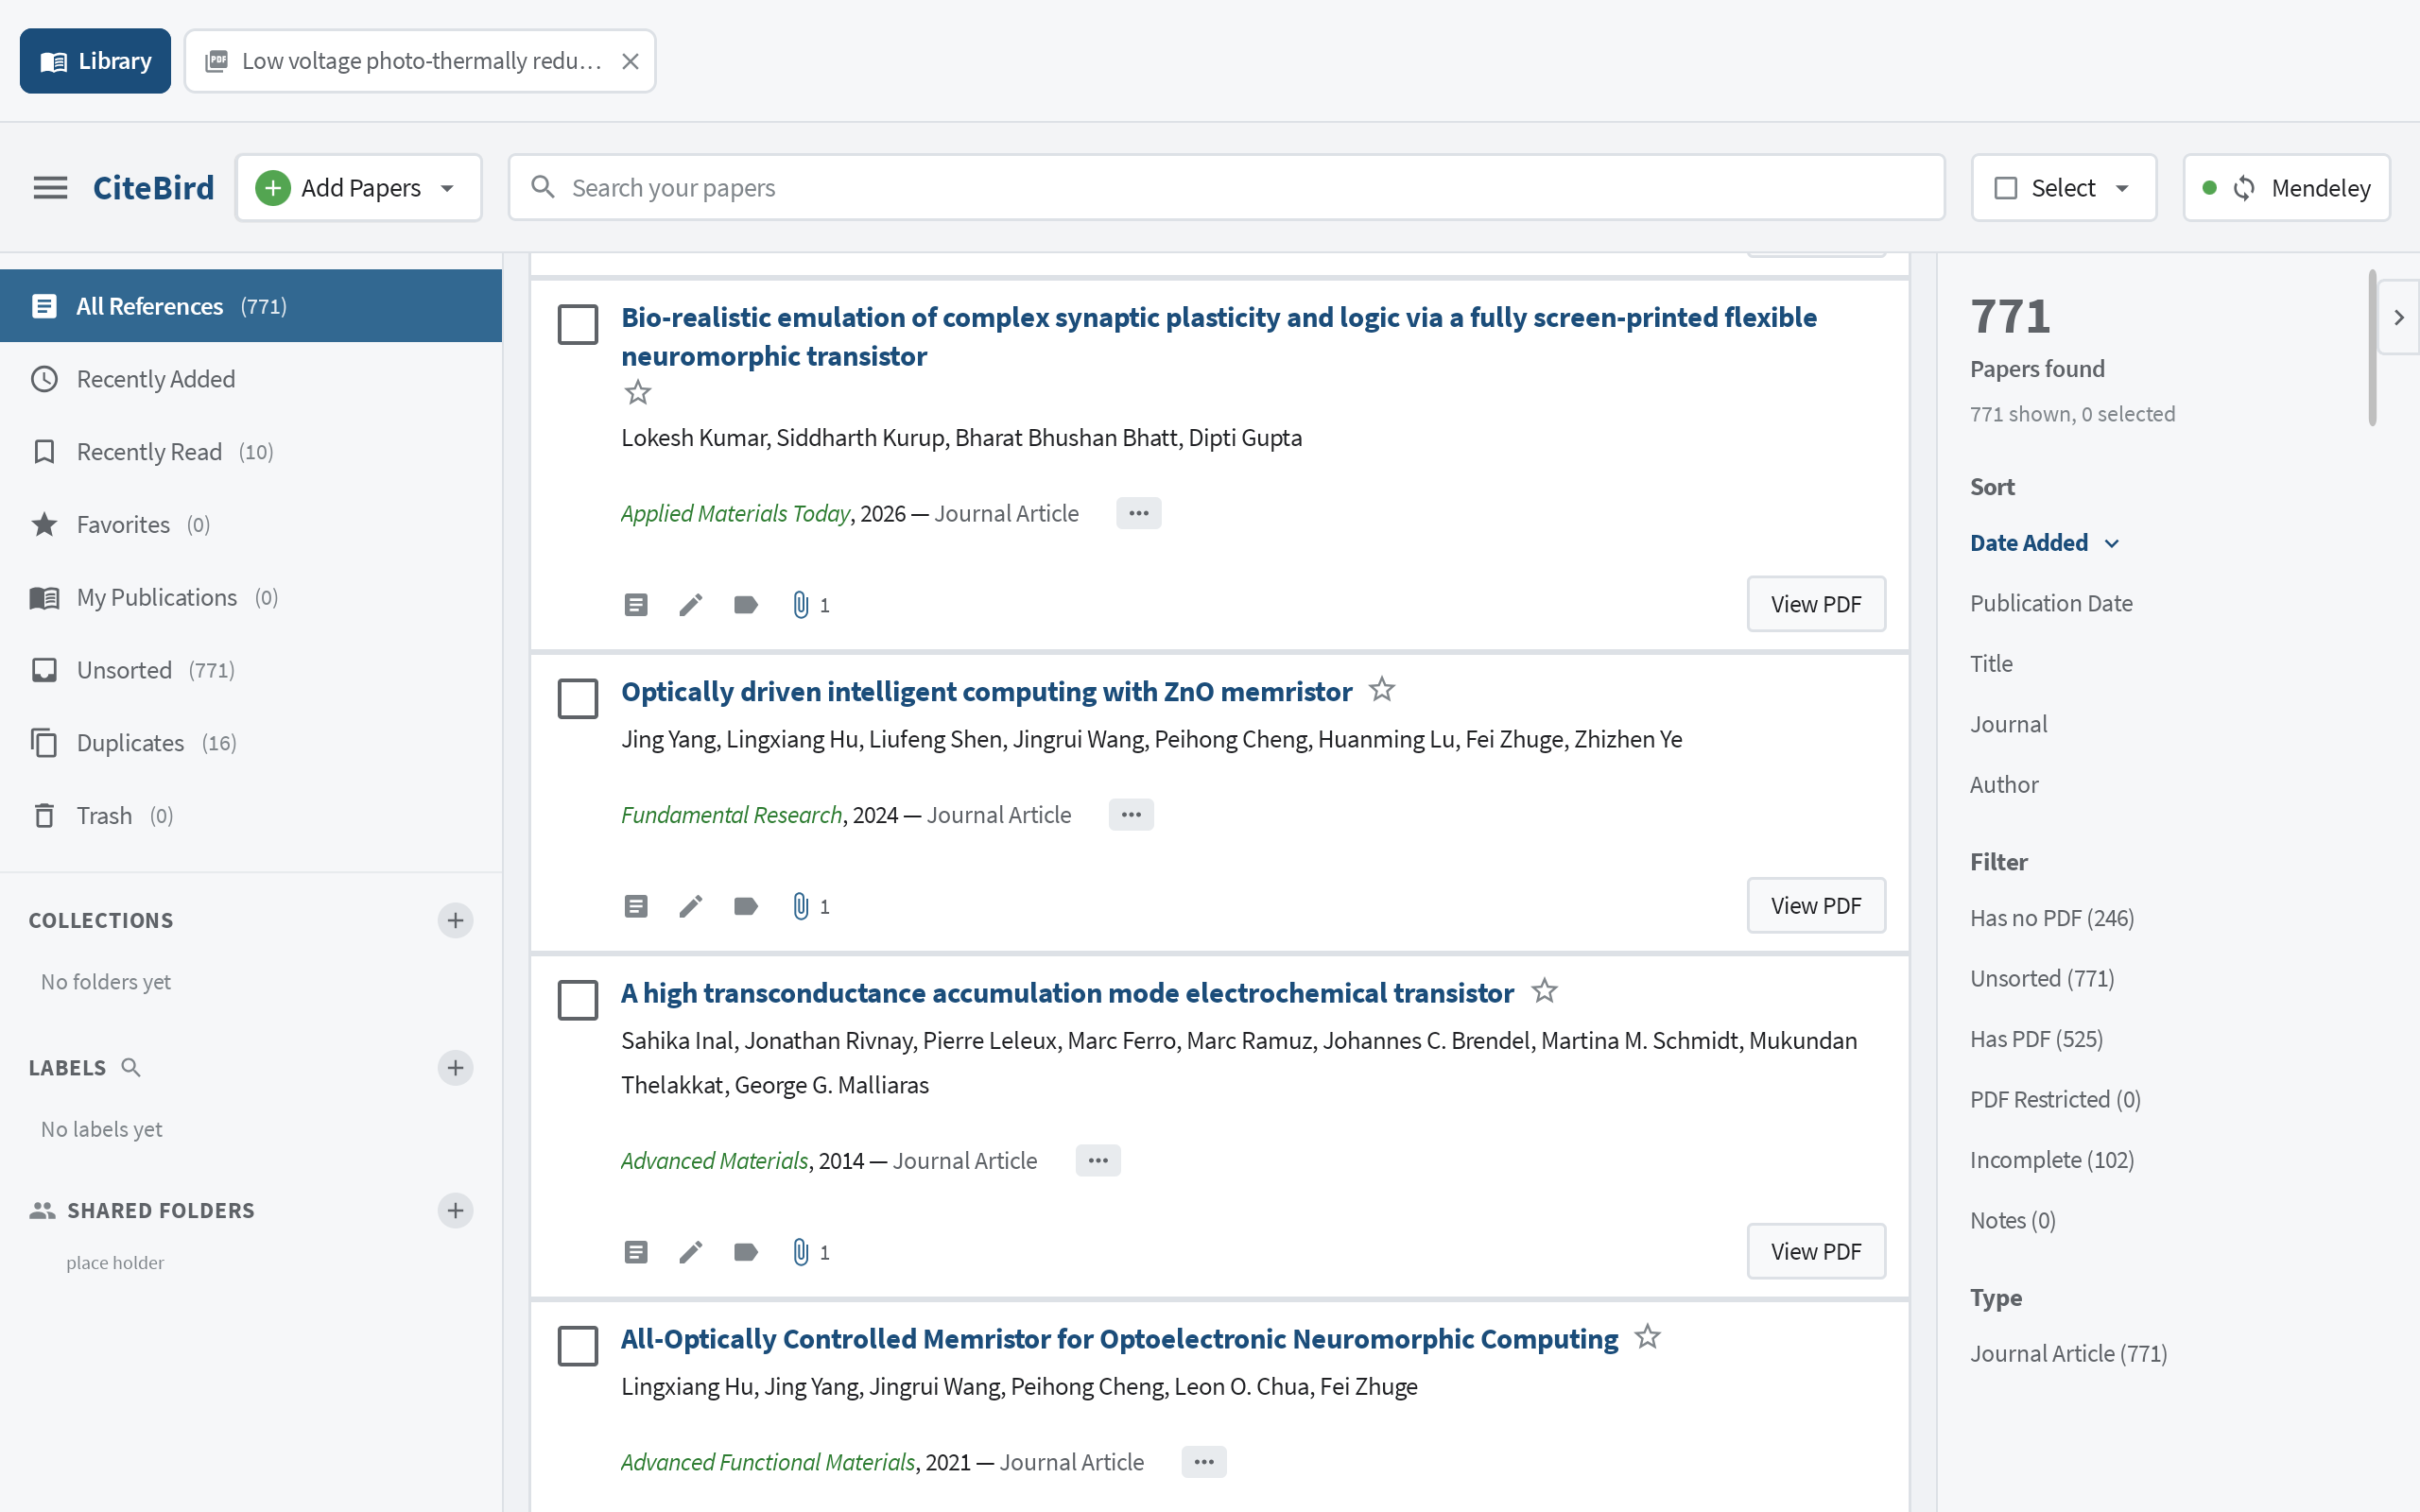 Library
Low voltage photo-thermally redu...
CiteBird
Add Papers
Search your papers
Select
Mendeley
All References (771)
Recently Added
Recently Read (10)
Favorites (0)
My Publications (0)
Unsorted (771)
Duplicates (16)
Trash (0)
COLLECTIONS
No folders yet
LABELS
No labels yet
SHARED FOLDERS
place holder
Bio-realistic emulation of complex synaptic plasticity and logic via a fully screen-printed flexible
neuromorphic transistor
Lokesh Kumar, Siddharth Kurup, Bharat Bhushan Bhatt, Dipti Gupta
Applied Materials Today, 2026 — Journal Article
1
View PDF
Optically driven intelligent computing with ZnO memristor
Jing Yang, Lingxiang Hu, Liufeng Shen, Jingrui Wang, Peihong Cheng, Huanming Lu, Fei Zhuge, Zhizhen Ye
Fundamental Research, 2024 — Journal Article
1
View PDF
A high transconductance accumulation mode electrochemical transistor
Sahika Inal, Jonathan Rivnay, Pierre Leleux, Marc Ferro, Marc Ramuz, Johannes C. Brendel, Martina M. Schmidt, Mukundan
Thelakkat, George G. Malliaras
Advanced Materials, 2014 — Journal Article
1
View PDF
All-Optically Controlled Memristor for Optoelectronic Neuromorphic Computing
Lingxiang Hu, Jing Yang, Jingrui Wang, Peihong Cheng, Leon O. Chua, Fei Zhuge
Advanced Functional Materials, 2021 — Journal Article
771
Papers found
771 shown, 0 selected
Sort
Date Added
Publication Date
Title
Journal
Author
Filter
Has no PDF (246)
Unsorted (771)
Has PDF (525)
PDF Restricted (0)
Incomplete (102)
Notes (0)
Type
Journal Article (771)